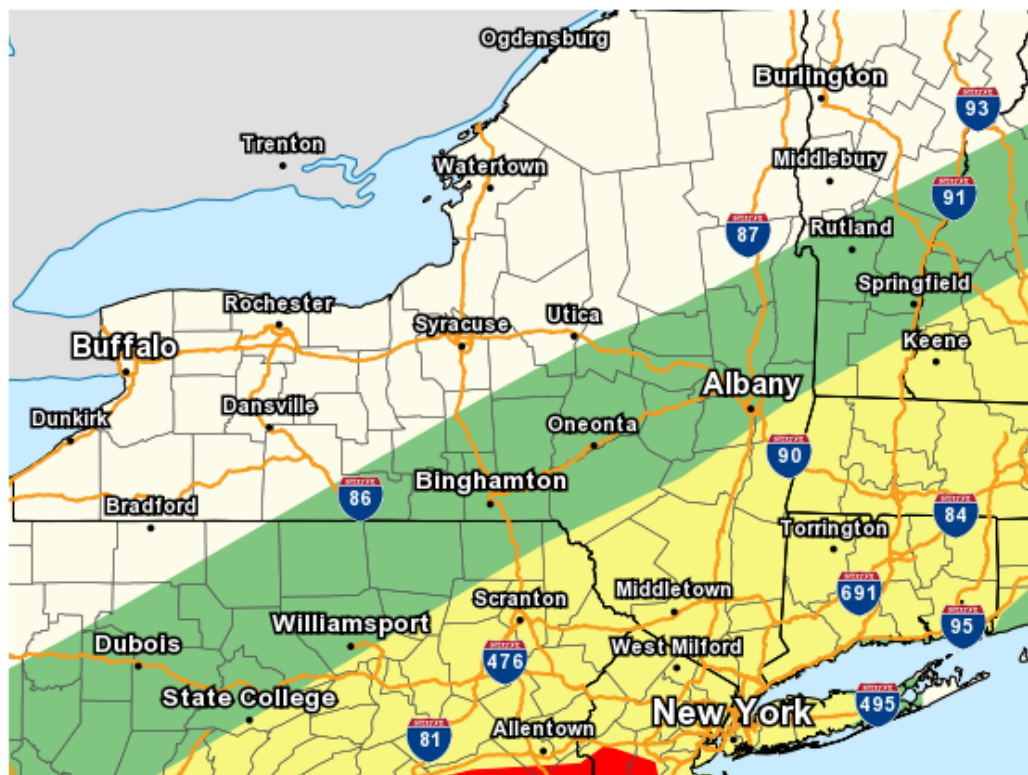 Ogdensburg
Burlington
93
Trenton
Watertown
Middlebury
91
87
Rutland
Springfield
Rochester
Utica
Syracuse
Buffalo
Keene
Albany
Dansville
Dunkirk
Oneonta
90
Binghamton
86
Bradford
84
Torrington
Middletown
691
Scranton
Williamsport
95
Dubois
476
West Milford
State College
495
New York
81
Allentown